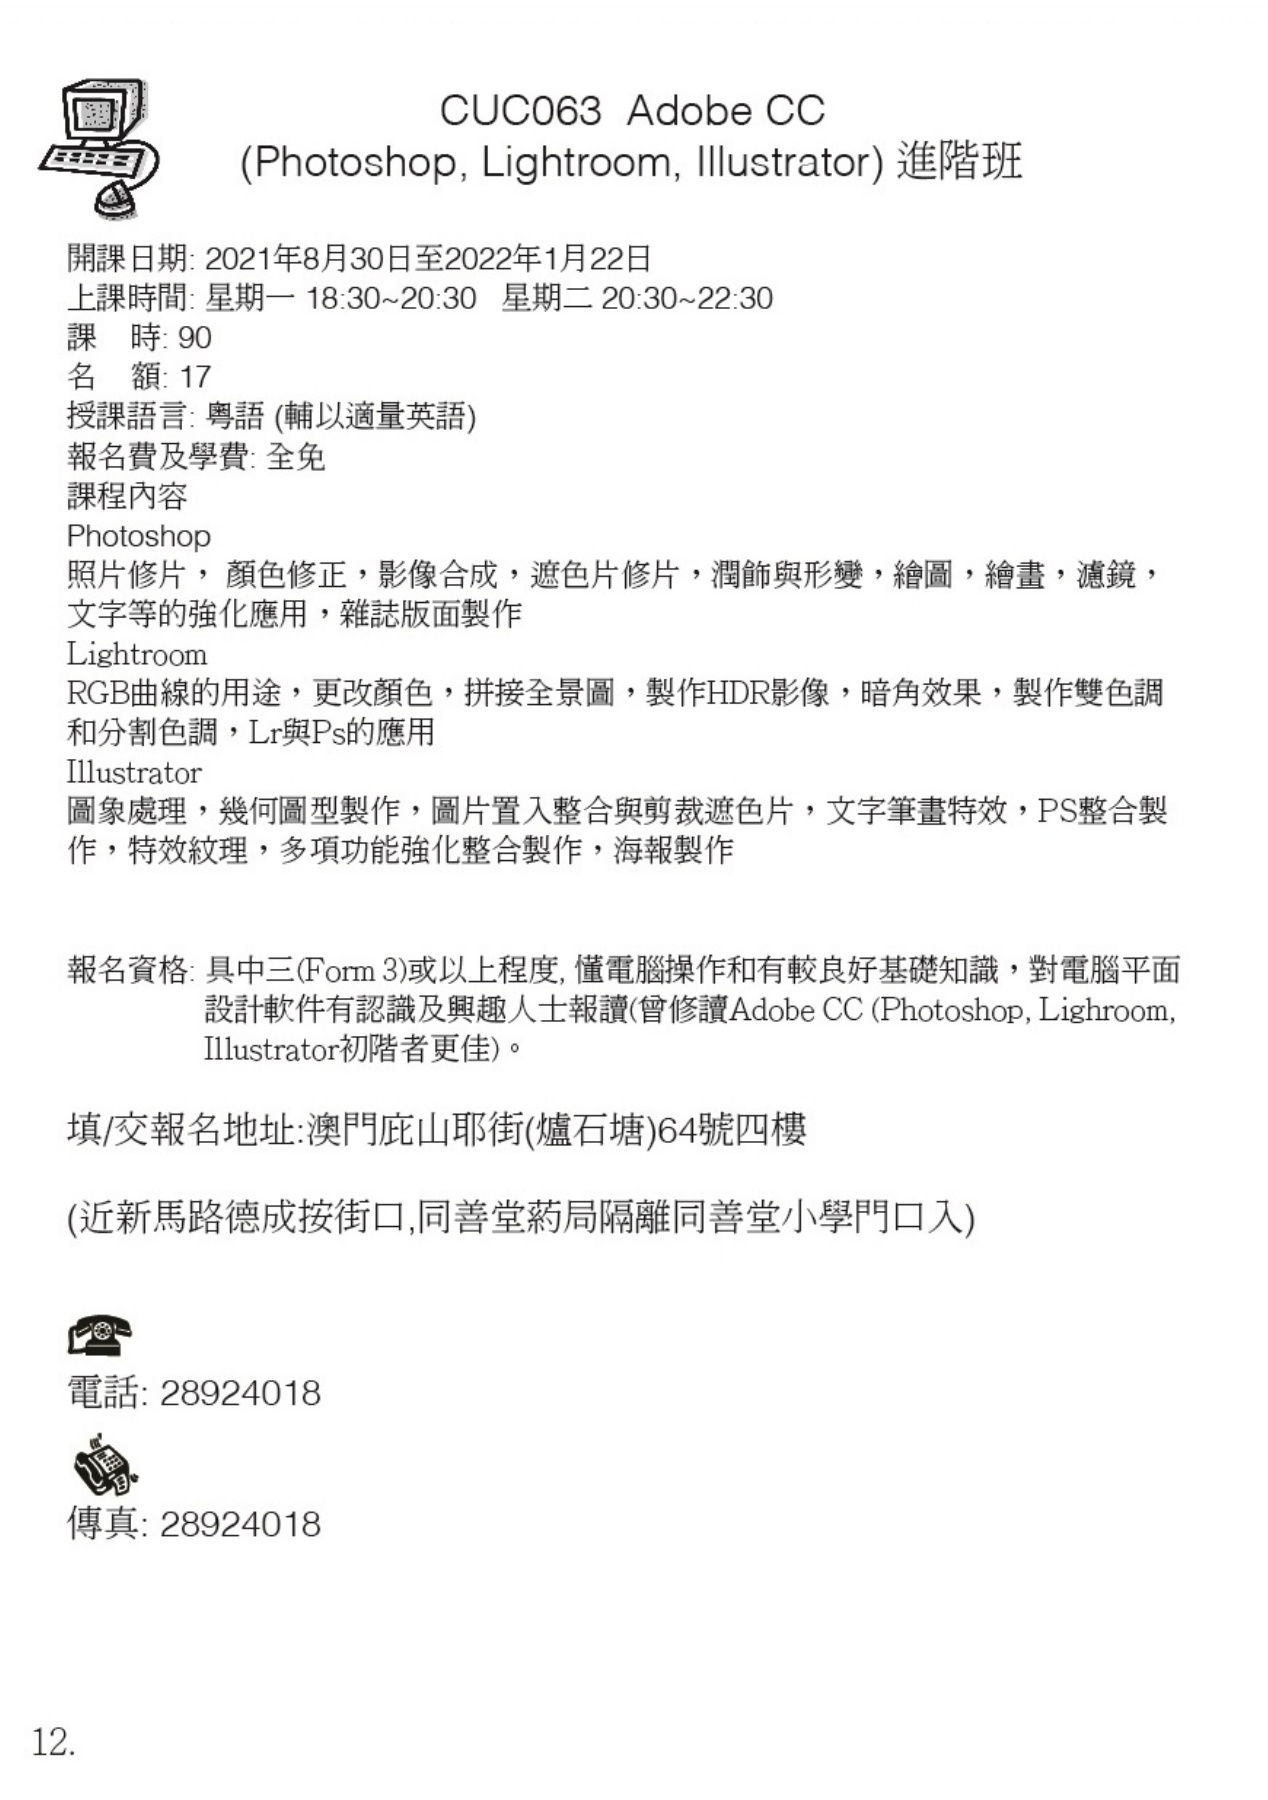 CUC063 Adobe CC
(Photoshop, Lightroom, Illustrator) 進階班
開課日期: 2021年8月30日至2022年1月22日
上課時間: 星期一 18:30~20:30 星期二 20:30~22:30
課 時: 90
名 額: 17
授課語言: 粵語 (輔以適量英語)
報名費及學費: 全免
課程內容
Photoshop
照片修片， 顏色修正，影像合成，遮色片修片，潤飾與形變，繪圖，繪畫，濾鏡，
文字等的強化應用，雜誌版面製作
Lightroom
RGB曲線的用途，更改顏色，拼接全景圖，製作HDR影像，暗角效果，製作雙色調
和分割色調，Lr與Ps的應用
Illustrator
圖象處理，幾何圖型製作，圖片置入整合與剪裁遮色片，文字筆畫特效，PS整合製
作，特效紋理，多項功能強化整合製作，海報製作
報名資格: 具中三(Form 3)或以上程度, 懂電腦操作和有較良好基礎知識，對電腦平面
設計軟件有認識及興趣人士報讀(曾修讀Adobe CC (Photoshop, Lighroom,
Illustrator初階者更佳)。
填/交報名地址:澳門庇山耶街(爐石塘)64號四樓
(近新馬路德成按街口,同善堂葯局隔離同善堂小學門口入)
電話: 28924018
傳真: 28924018
12.